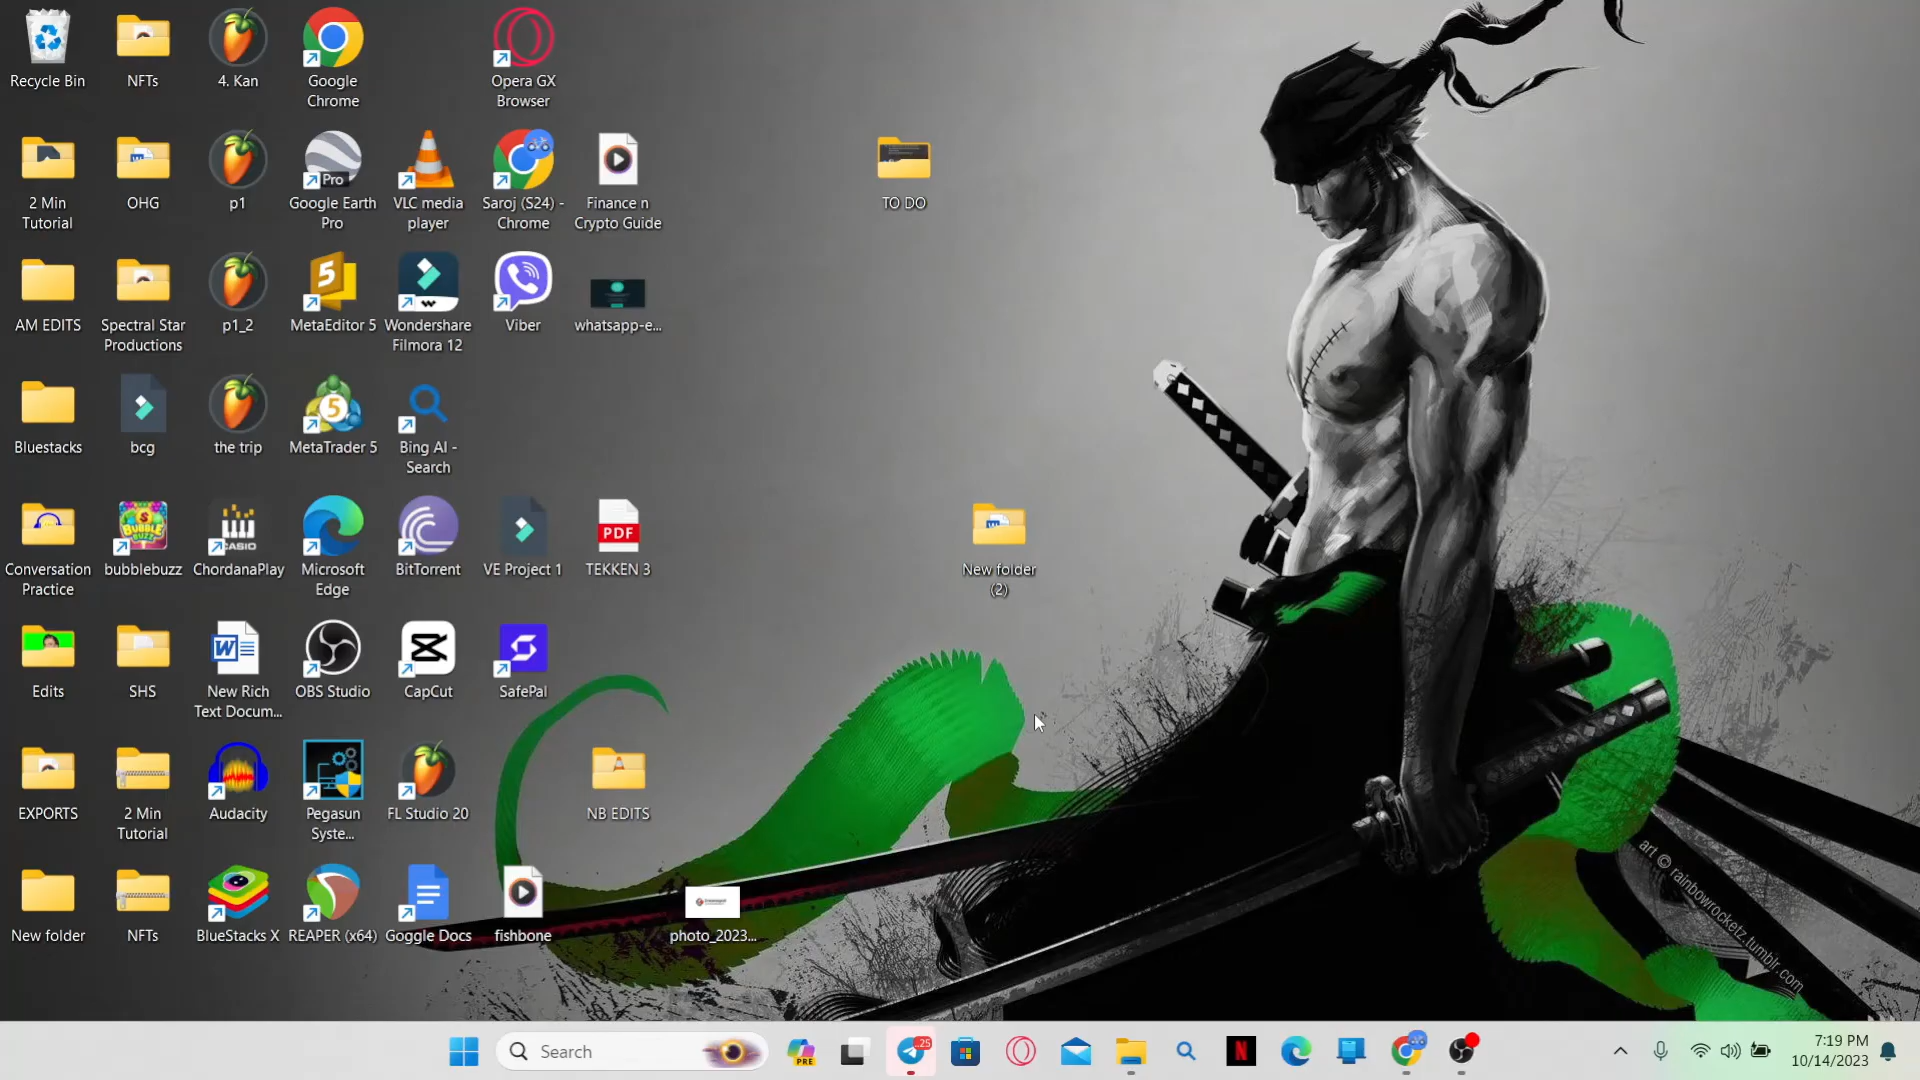 Recycle Bin
NFTs
4. Kan
Google
Chrome
Opera GX
Browser
2 Min
Tutorial
OHG
p1
Pro
Google Earth
Pro
VLC media
player
Saroj (S24) -
Chrome
Finance n
Crypto Guide
TO DO
AM EDITS
Spectral Star
Productions
p1_2
5
MetaEditor 5
Wondershare
Filmora 12
Viber
whatsapp-e...
Bluestacks
bcg
the trip
5
MetaTrader 5
Bing AI -
Search
Conversation
Practice
BUBBLE
BUZZ
bubblebuzz
CASIO
ChordanaPlay
Microsoft
Edge
BitTorrent
VE Project 1
PDF
TEKKEN 3
New folder
(2)
Edits
SHS
W
New Rich
Text Docum...
OBS Studio
CapCut
SafePal
EXPORTS
2 Min
Tutorial
Audacity
Pegasun
Syste...
FL Studio 20
NB EDITS
New folder
NFTs
BlueStacks X
REAPER (x64)
Goggle Docs
fishbone
photo_2023...
art © rainbowrocketz.tumblr.com
Search
PRE
..25
N
7:19 PM
10/14/2023